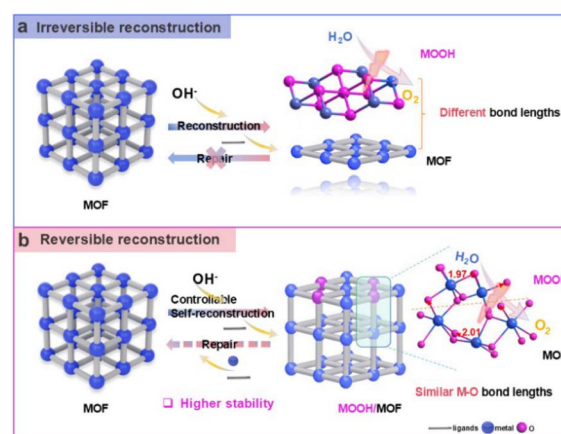 a Irreversible reconstruction
H₂O
MOOH
OH⁻
O₂
Reconstruction
Different bond lengths
Repair
MOF
MOF
b Reversible reconstruction
OH⁻
1.97
H₂O
Controllable
Self-reconstruction
O₂
2.01
Repair
Similar M-O bond lengths
Higher stability
MOF
MOOH/MOF
ligands metal O